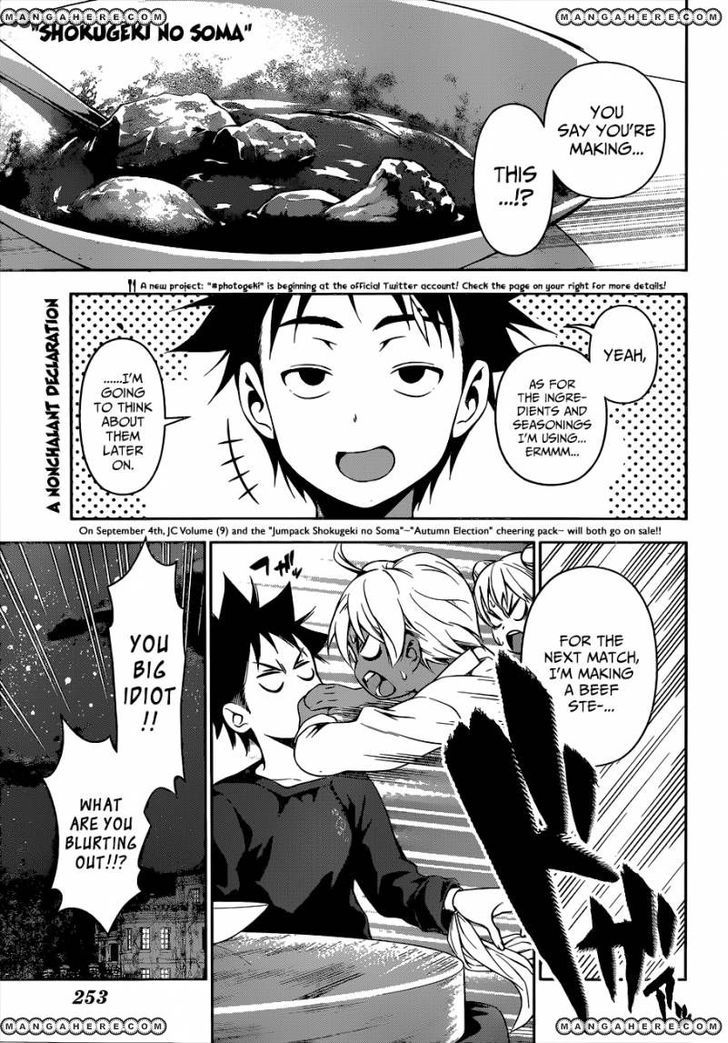 MANGAHERE.COM
MANGAHERE.COM
"SHOKUGEKI NO SOMA"
YOU
SAY YOU'RE
MAKING...
THIS
...!?
A new project: "#photogeki" is beginning at the official Twitter account! Check the page on your right for more details!
A NONCHALANT DECLARATION
YEAH,
AS FOR
THE INGRE-
DIENTS AND
SEASONINGS
I'M USING...
ERMMM...
......I'M
GOING
TO THINK
ABOUT
THEM
LATER
ON.
On September 4th, JC Volume (9) and the "Jumpack Shokugeki no Soma"~"Autumn Election" cheering pack~ will both go on sale!!
FOR THE
NEXT MATCH,
I'M MAKING
A BEEF
STE-...
YOU
BIG
IDIOT
!!
WHAT
ARE YOU
BLURTING
OUT!!?
253
MANGAHERE.COM
MANGAHERE.COM